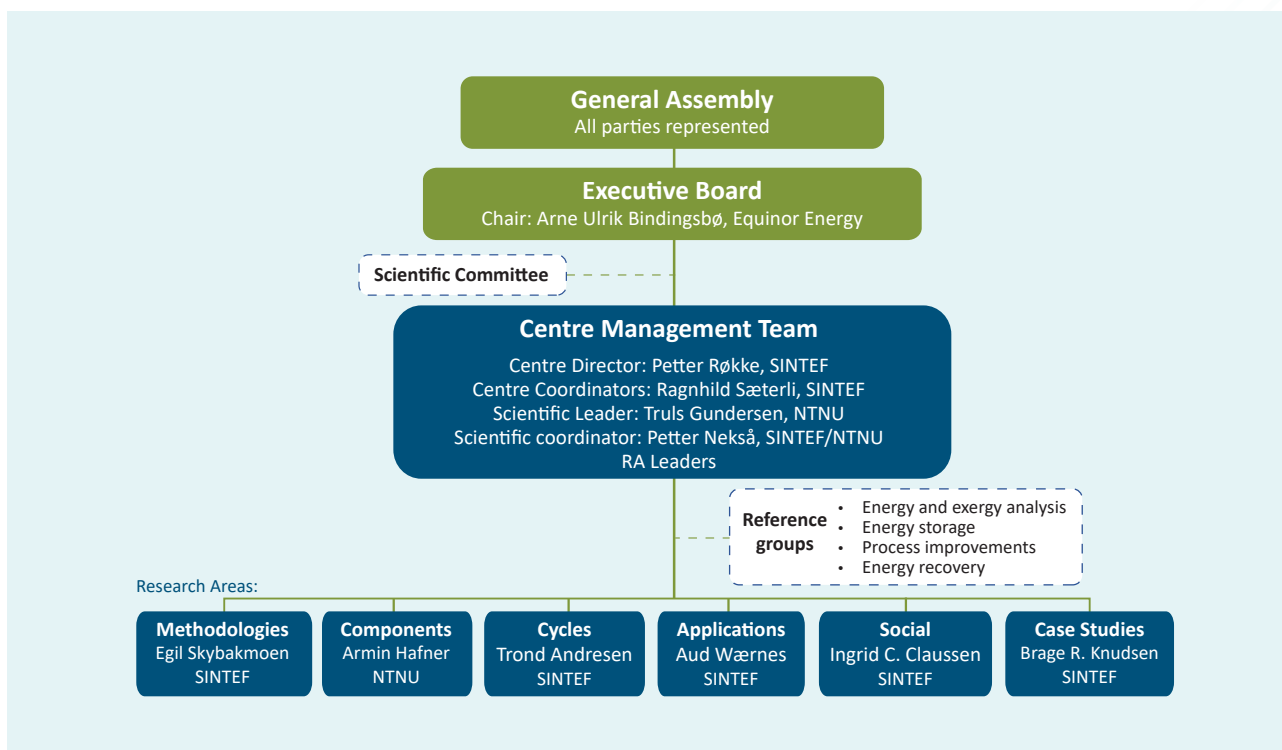 General Assembly
All parties represented
Executive Board
Chair: Arne Ulrik Bindingsbø, Equinor Energy
Scientific Committee
Centre Management Team
Centre Director: Petter Røkke, SINTEF
Centre Coordinators: Ragnhild Sæterli, SINTEF
Scientific Leader: Truls Gundersen, NTNU
Scientific coordinator: Petter Nekså, SINTEF/NTNU
RA Leaders
Reference
groups
• Energy and exergy analysis
• Energy storage
• Process improvements
• Energy recovery
Research Areas:
Methodologies
Egil Skybakmoen
SINTEF
Components
Armin Hafner
NTNU
Cycles
Trond Andresen
SINTEF
Applications
Aud Wærnes
SINTEF
Social
Ingrid C. Claussen
SINTEF
Case Studies
Brage R. Knudsen
SINTEF